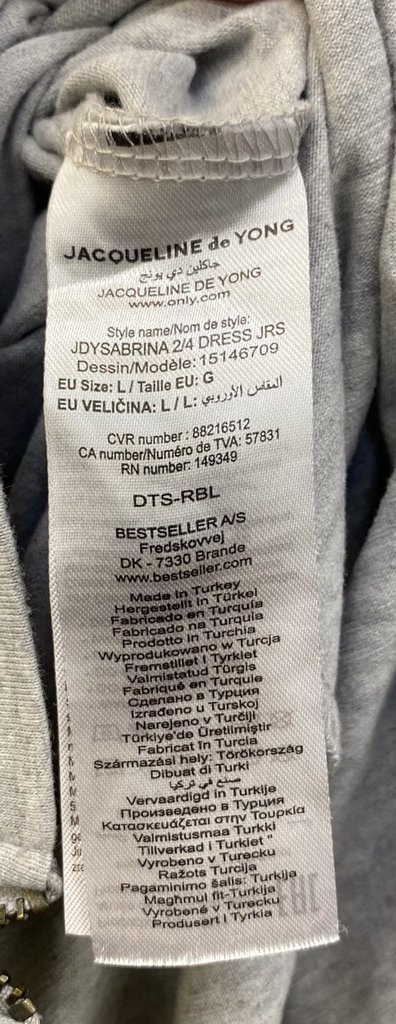 JACQUELINE de YONG
جاكلين دي يونج
JACQUELINE DE YONG
www.only.com
Style name/Nom de style:
JDYSABRINA 2/4 DRESS JRS
Dessin/Modèle: 15146709
EU Size: L / Taille EU: G
EU VELIČINA: L / L: المقاس الأوروبي
CVR number : 88216512
CA number/Numéro de TVA: 57831
RN number: 149349
DTS-RBL
BESTSELLER A/S
Fredskovvej
DK - 7330 Brande
www.bestseller.com
Made in Turkey
Hergestellt in Türkei
Fabricado en Turquía
Fabricado na Turquia
Prodotto in Turchia
Wyprodukowano w Turcja
Fremstillet i Tyrkiet
Valmistatud Türgis
Fabriqué en Turquie
Сделано в Турция
Izrađeno u Turskoj
Narejeno v Turčiji
Türkiye'de Üretilmiştir
Fabricat în Turcia
Származási hely: Törökország
Dibuat di Turki
صنع في تركيا
Vervaardigd in Turkije
Произведено в Турция
Κατασκευάζεται στην Τουρκία
Valmistusmaa Turkki
Tillverkad i Turkiet "
Vyrobeno v Turecku
Ražots Turcija
Pagaminimo šalis: Turkija
Magħmul fit-Turkija
Vyrobené v Turecku
Produsert i Tyrkia